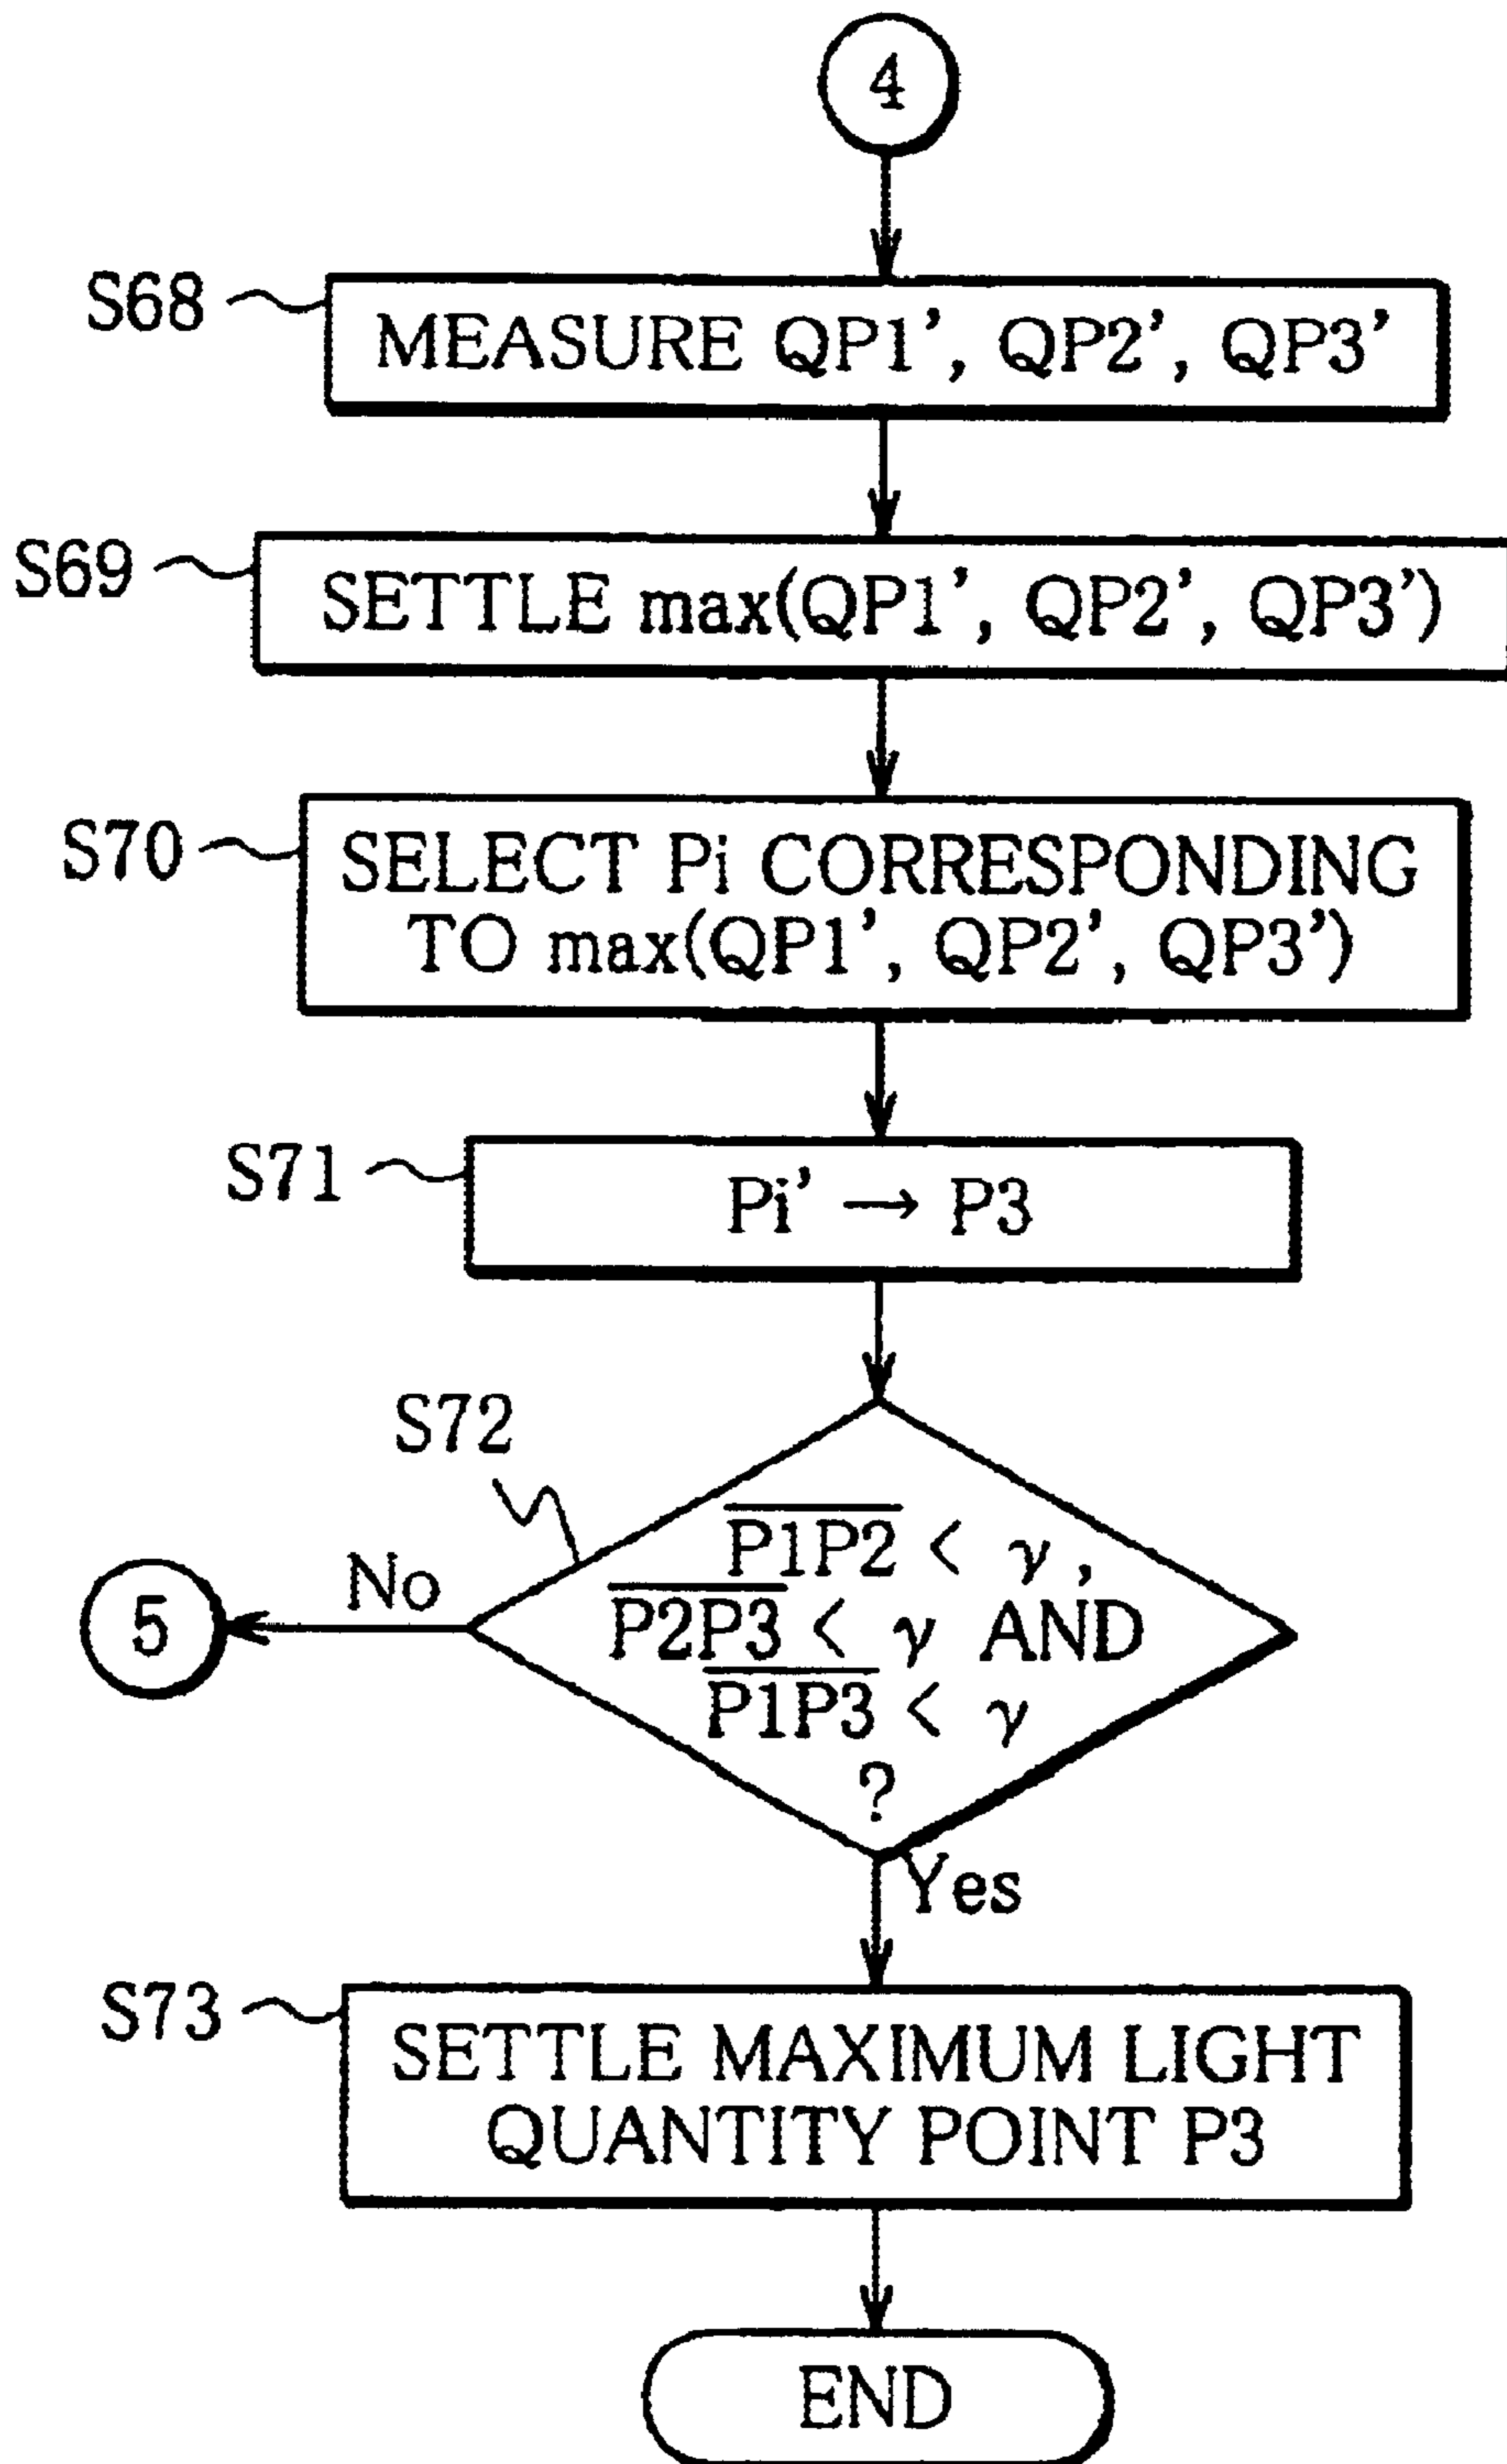 4
S68
MEASURE QP1', QP2', QP3'
S69
SETTLE max(QP1', QP2', QP3')
S70
SELECT Pi CORRESPONDING
TO max(QP1', QP2', QP3')
S71
Pi' → P3
S72
P1P2 < γ,
P2P3 < γ AND
P1P3 < γ
?
No
5
Yes
S73
SETTLE MAXIMUM LIGHT
QUANTITY POINT P3
END